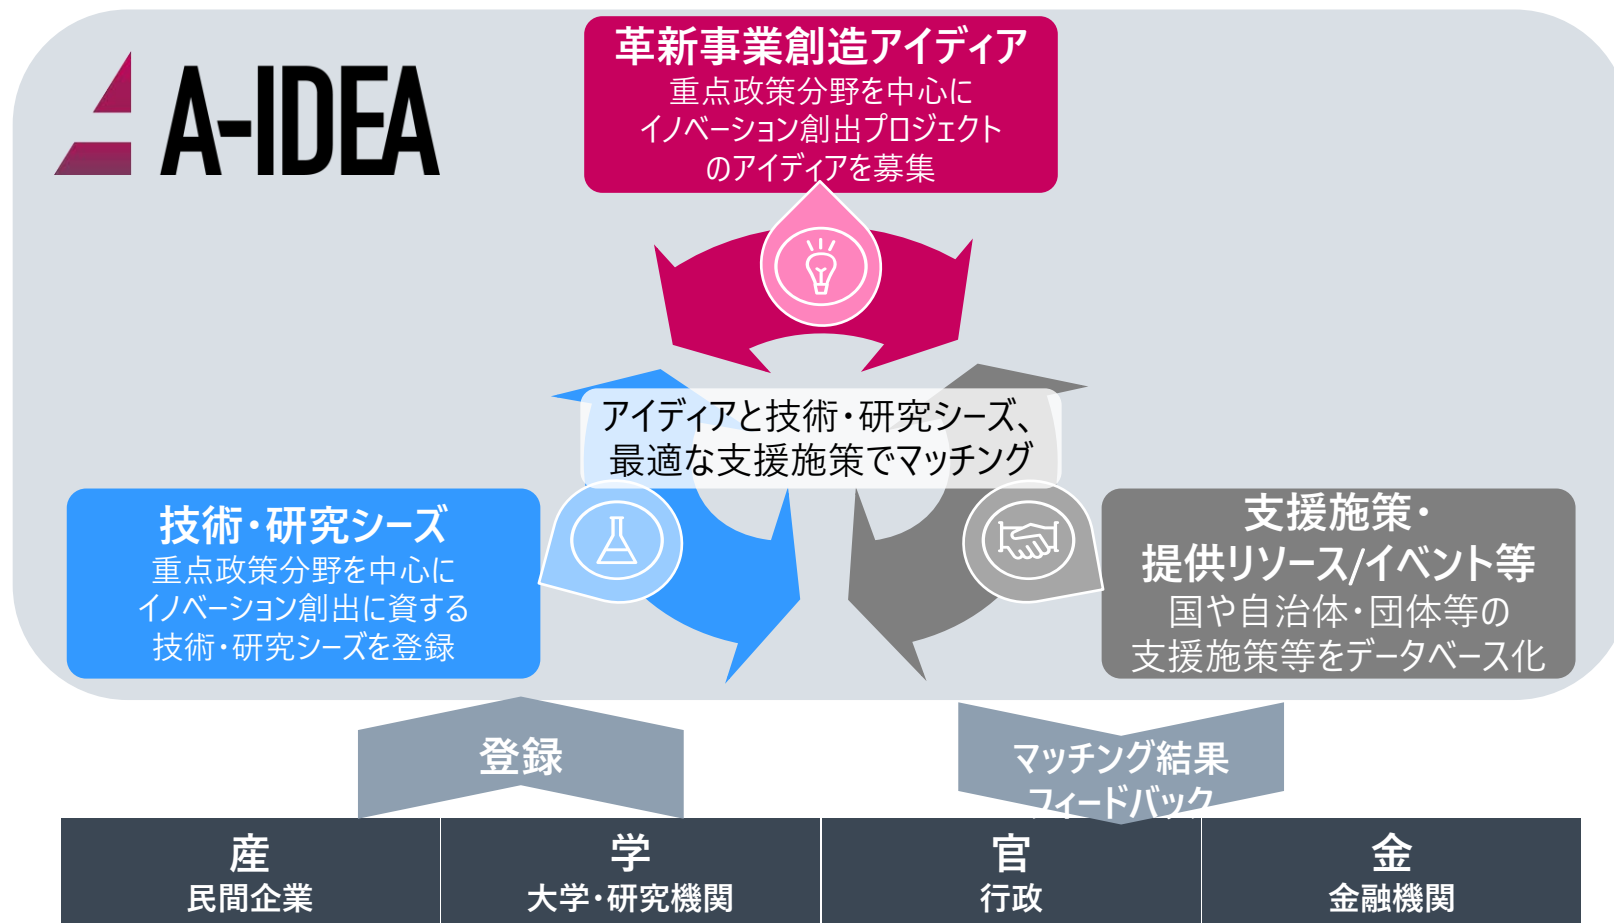 A-IDEA
革新事業創造アイディア
重点政策分野を中心に
イノベーション創出プロジェクト
のアイディアを募集
アイディアと技術・研究シーズ、
最適な支援施策でマッチング
技術・研究シーズ
重点政策分野を中心に
イノベーション創出に資する
技術・研究シーズを登録
支援施策・
提供リソース/イベント等
国や自治体・団体等の
支援施策等をデータベース化
登録
マッチング結果
フィードバック
産
民間企業
学
大学・研究機関
官
行政
金
金融機関